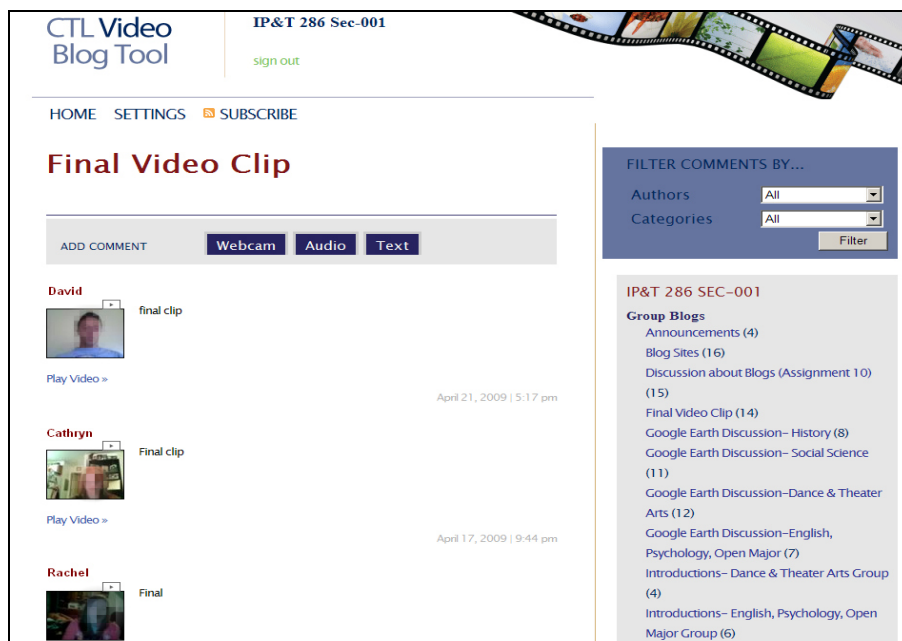 CTL Video
Blog Tool
IP&T 286 Sec-001
sign out
HOME SETTINGS SUBSCRIBE
Final Video Clip
ADD COMMENT Webcam Audio Text
David
final clip
Play Video »
April 21, 2009 | 5:17 pm
Cathryn
Final clip
Play Video »
April 17, 2009 | 9:44 pm
Rachel
Final
FILTER COMMENTS BY...
Authors All
Categories All
Filter
IP&T 286 SEC-001
Group Blogs
Announcements (4)
Blog Sites (16)
Discussion about Blogs (Assignment 10)
(15)
Final Video Clip (14)
Google Earth Discussion- History (8)
Google Earth Discussion- Social Science
(11)
Google Earth Discussion-Dance & Theater
Arts (12)
Google Earth Discussion-English,
Psychology, Open Major (7)
Introductions- Dance & Theater Arts Group
(4)
Introductions- English, Psychology, Open
Major Group (6)